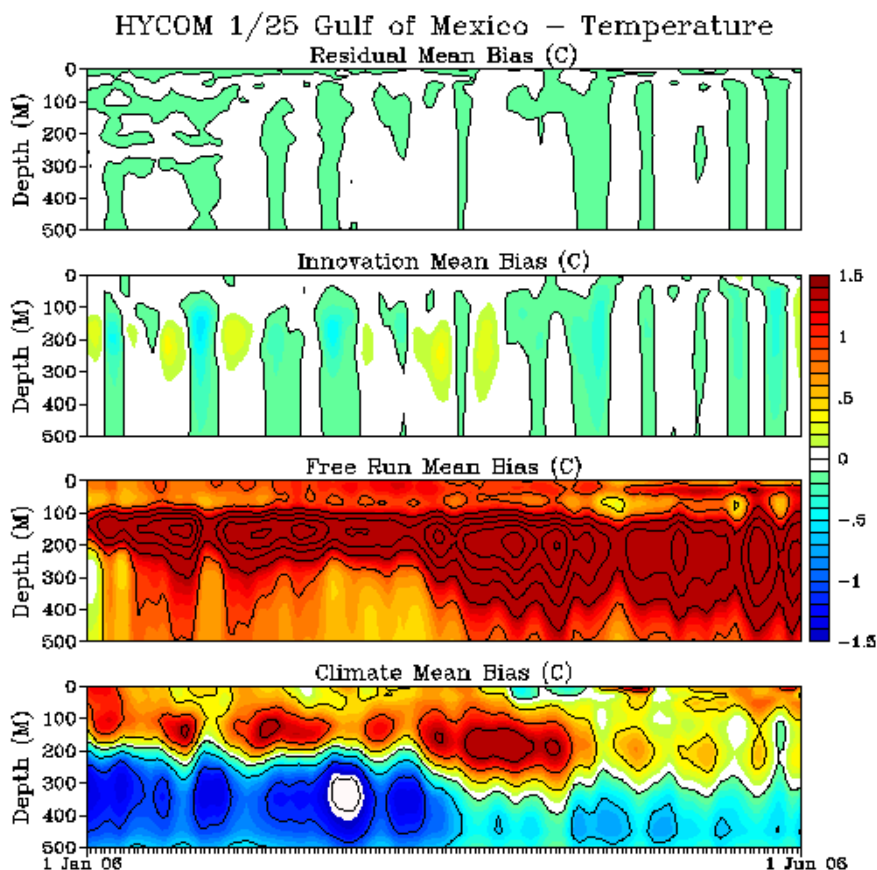 HYCOM 1/25 Gulf of Mexico – Temperature
Residual Mean Bias (C)
0
100
200
300
400
500
Depth (M)
Innovation Mean Bias (C)
0
100
200
300
400
500
Depth (M)
1.5
1
.5
0
-.5
-1
-1.5
Free Run Mean Bias (C)
0
100
200
300
400
500
Depth (M)
Climate Mean Bias (C)
0
100
200
300
400
500
Depth (M)
1 Jan 06
1 Jun 06